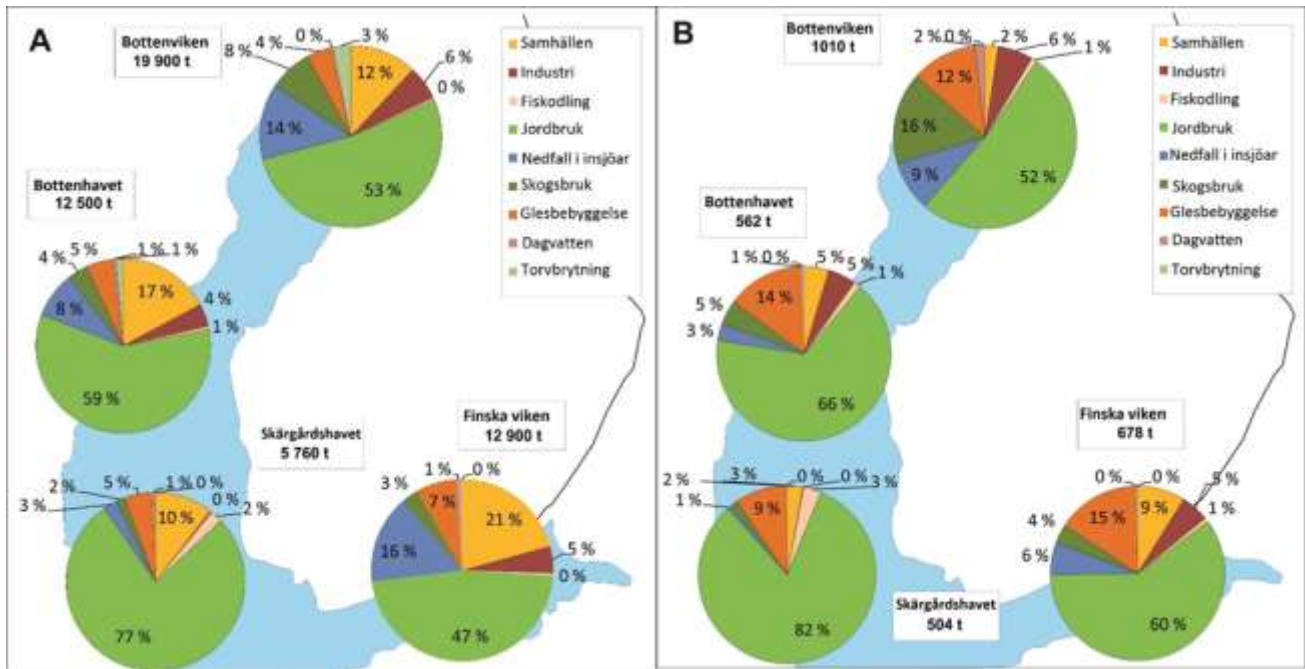 A
Bottenviken
19 900 t
0 %
3 %
4 %
8 %
12 %
6 %
0 %
14 %
53 %
Samhällen
Industri
Fiskodling
Jordbruk
Nedfall i insjöar
Skogsbruk
Glesbebyggelse
Dagvatten
Torvbrytning
Bottenhavet
12 500 t
5 %
1 %
1 %
4 %
17 %
4 %
8 %
1 %
59 %
Skärgårdshavet
5 760 t
2 %
5 %
1 %
0 %
3 %
10 %
0 %
2 %
77 %
Finska viken
12 900 t
1 %
0 %
3 %
7 %
21 %
16 %
5 %
0 %
47 %
B
Bottenviken
1010 t
2 %
0 %
2 %
6 %
1 %
12 %
16 %
9 %
52 %
Samhällen
Industri
Fiskodling
Jordbruk
Nedfall i insjöar
Skogsbruk
Glesbebyggelse
Dagvatten
Torvbrytning
Bottenhavet
562 t
1 %
0 %
5 %
5 %
1 %
14 %
5 %
3 %
66 %
2 %
3 %
0 %
0 %
3 %
1 %
9 %
82 %
Skärgårdshavet
504 t
Finska viken
678 t
0 %
0 %
5 %
15 %
9 %
1 %
4 %
6 %
60 %